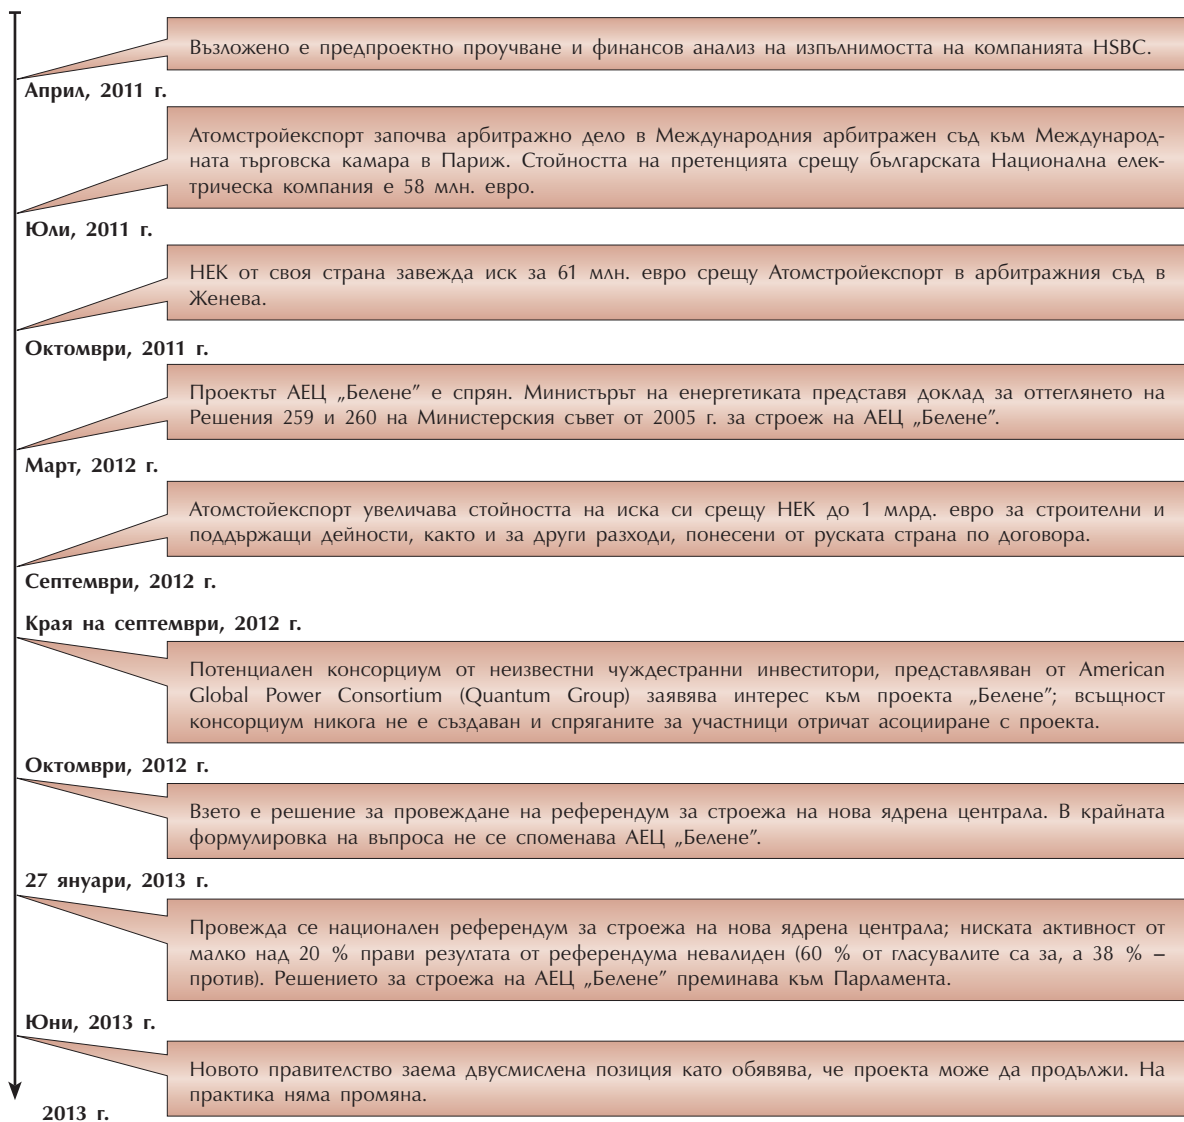 Възложено е предпроектно проучване и финансов анализ на изпълнимостта на компанията HSBC.
Април, 2011 г.
Атомстройекспорт започва арбитражно дело в Международния арбитражен съд към Международ-
ната търговска камара в Париж. Стойността на претенцията срещу българската Национална елек-
трическа компания е 58 млн. евро.
Юли, 2011 г.
НЕК от своя страна завежда иск за 61 млн. евро срещу Атомстройекспорт в арбитражния съд в
Женева.
Октомври, 2011 г.
Проектът АЕЦ „Белене” е спрян. Министърът на енергетиката представя доклад за оттеглянето на
Решения 259 и 260 на Министерския съвет от 2005 г. за строеж на АЕЦ „Белене”.
Март, 2012 г.
Атомстойекспорт увеличава стойността на иска си срещу НЕК до 1 млрд. евро за строителни и
поддържащи дейности, както и за други разходи, понесени от руската страна по договора.
Септември, 2012 г.
Края на септември, 2012 г.
Потенциален консорциум от неизвестни чуждестранни инвеститори, представляван от American
Global Power Consortium (Quantum Group) заявява интерес към проекта „Белене”; всъщност
консорциум никога не е създаван и спряганите за участници отричат асоцииране с проекта.
Октомври, 2012 г.
Взето е решение за провеждане на референдум за строежа на нова ядрена централа. В крайната
формулировка на въпроса не се споменава АЕЦ „Белене”.
27 януари, 2013 г.
Провежда се национален референдум за строежа на нова ядрена централа; ниската активност от
малко над 20 % прави резултата от референдума невалиден (60 % от гласувалите са за, а 38 % –
против). Решението за строежа на АЕЦ „Белене” преминава към Парламента.
Юни, 2013 г.
Новото правителство заема двусмислена позиция като обявява, че проекта може да продължи. На
практика няма промяна.
2013 г.